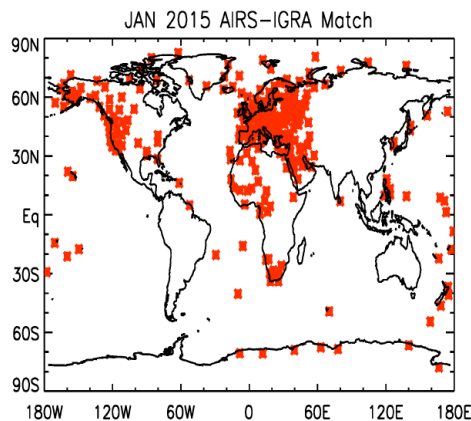 JAN 2015 AIRS-IGRA Match
90N
60N
30N
Eq
30S
60S
90S
180W 120W 60W 0 60E 120E 180E